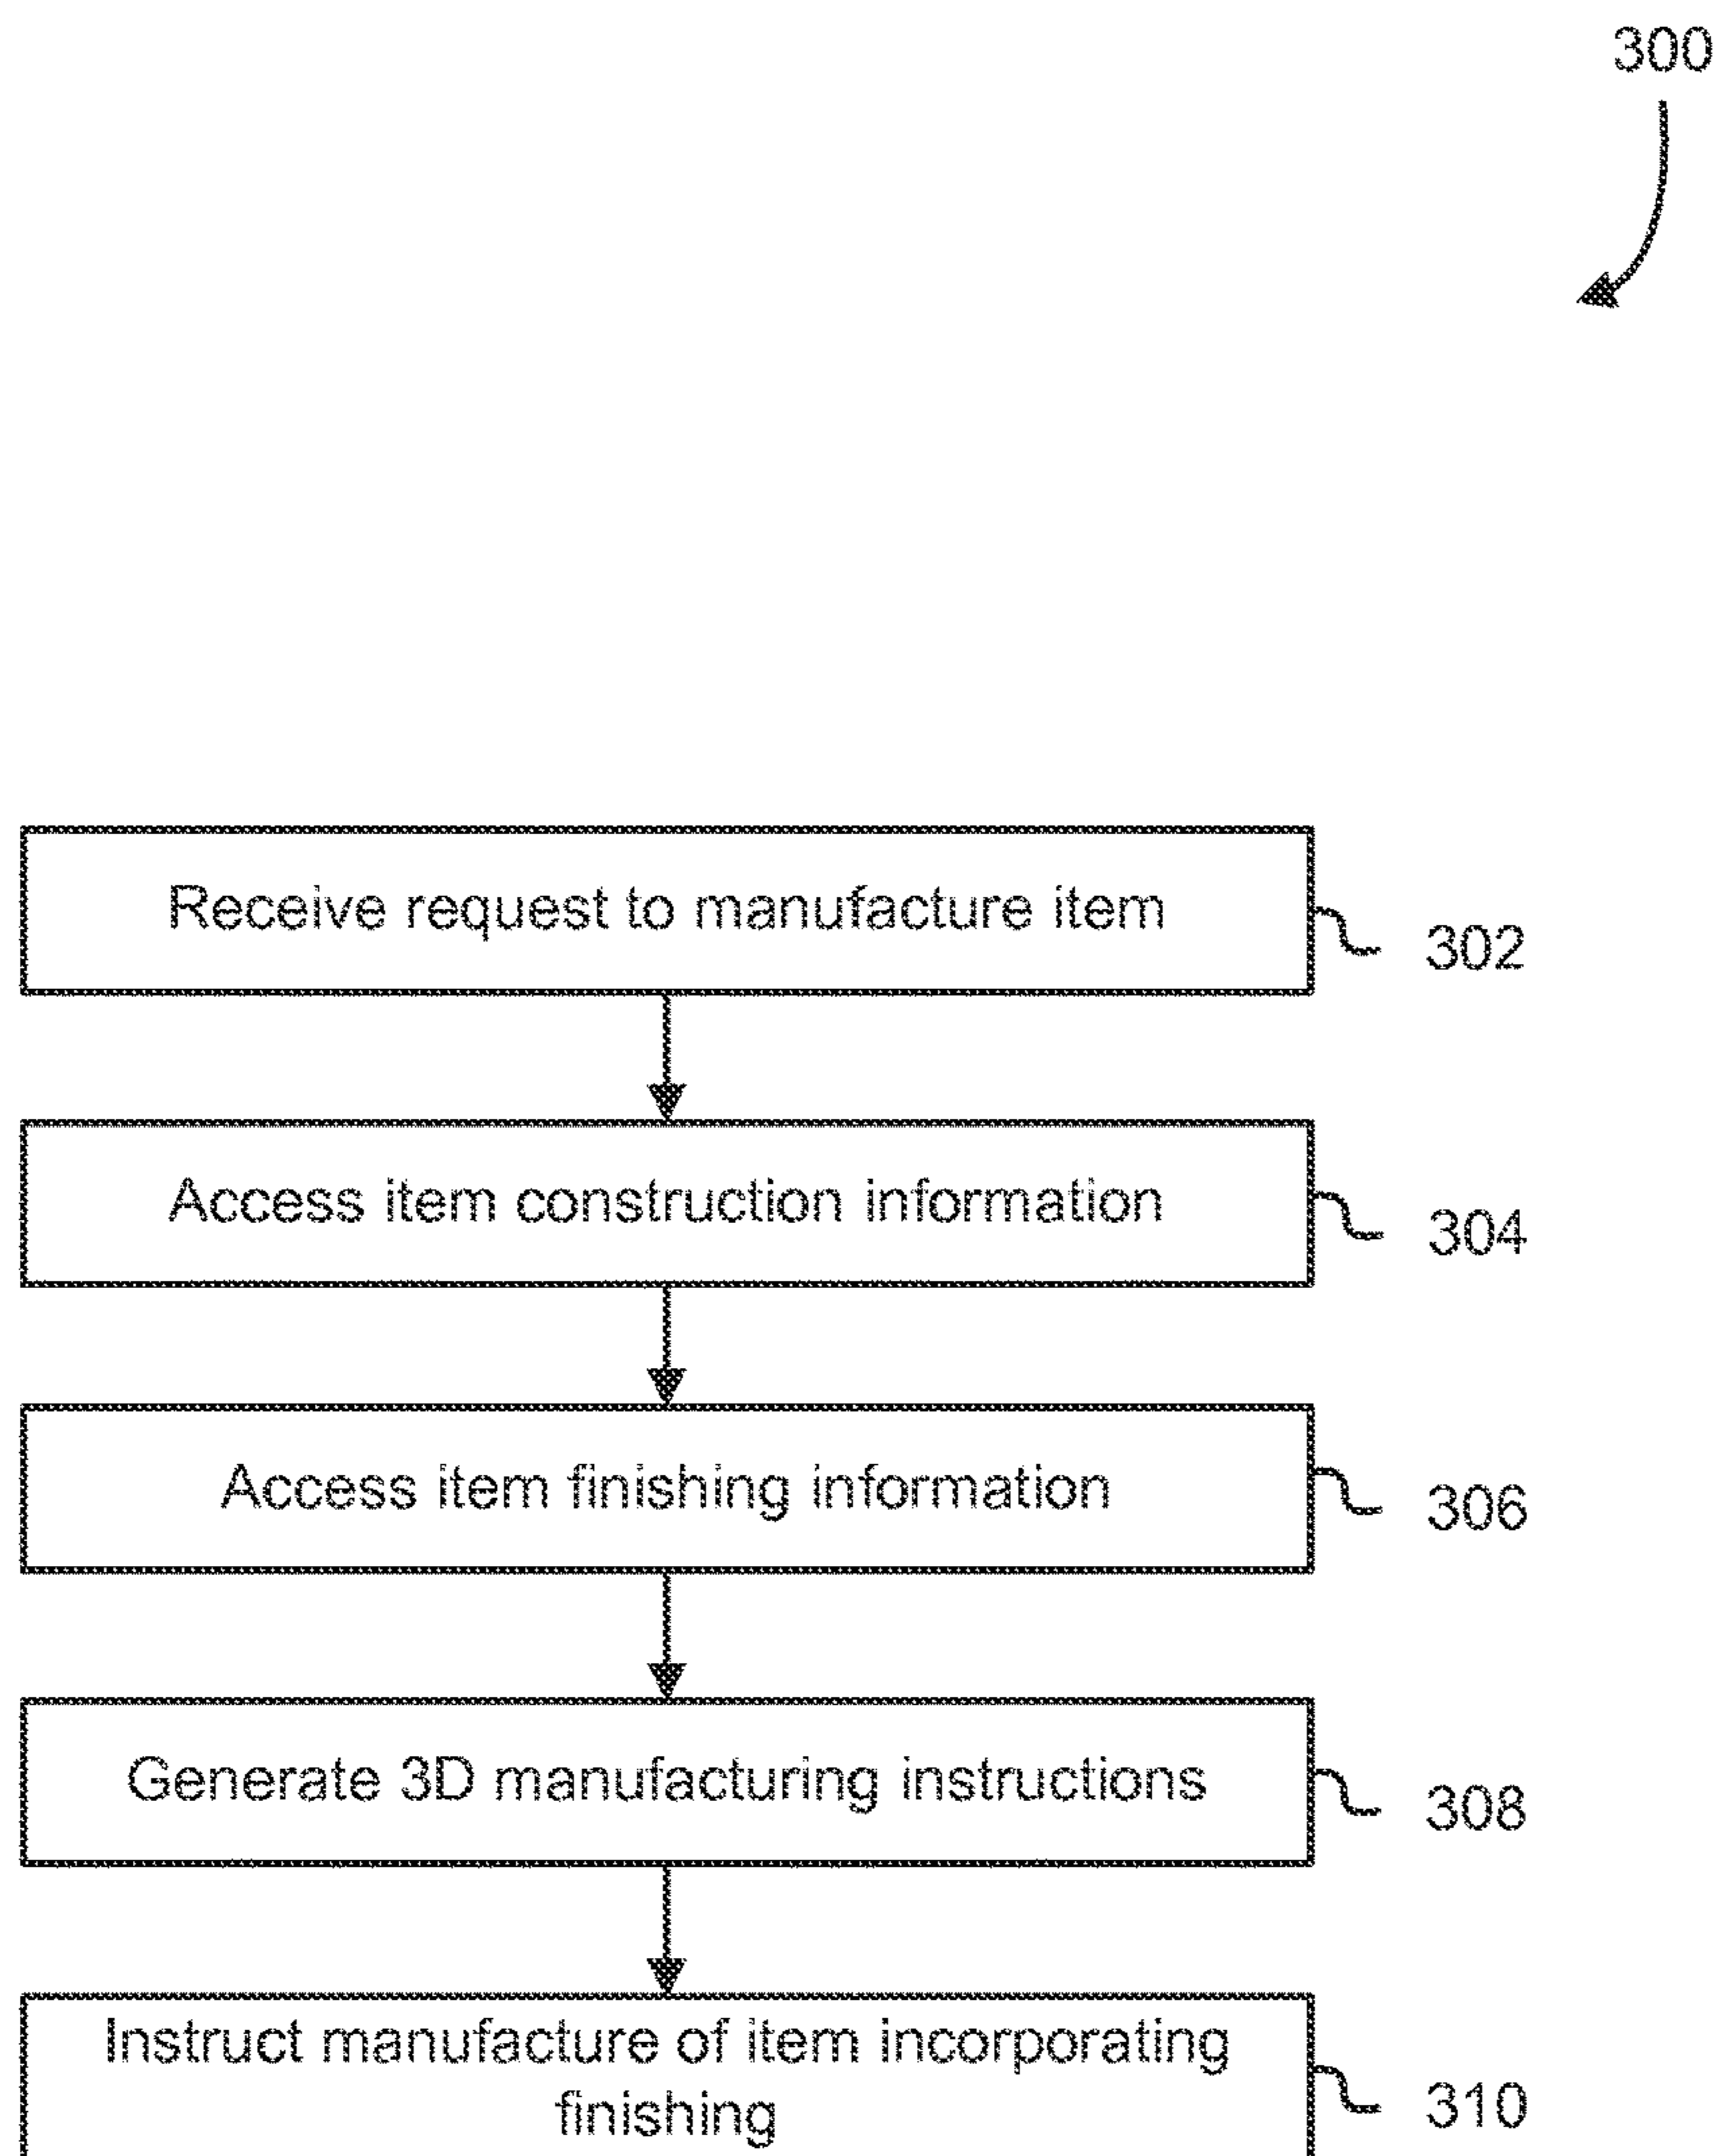 300
Receive request to manufacture item
302
Access item construction information
304
Access item finishing information
306
Generate 3D manufacturing instructions
308
Instruct manufacture of item incorporating
finishing
310